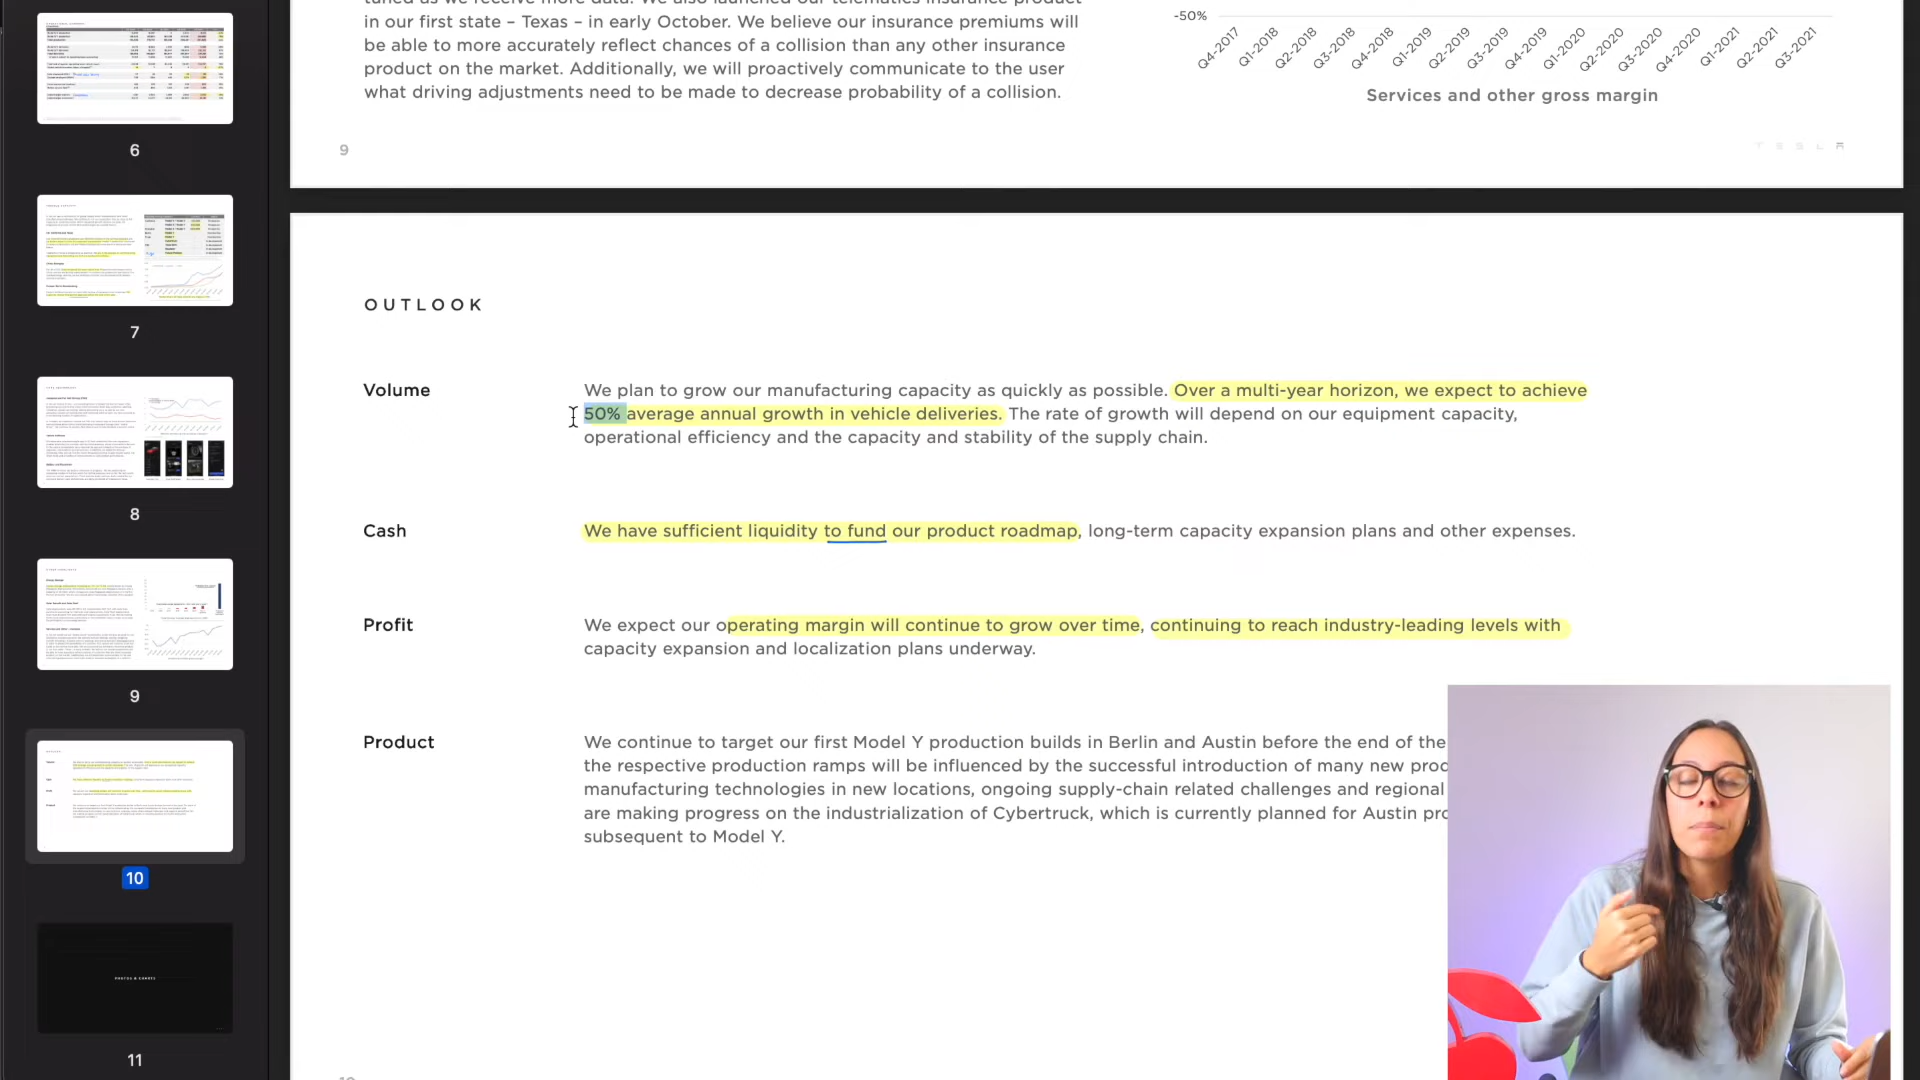 in our first state – Texas – in early October. We believe our insurance premiums will
be able to more accurately reflect chances of a collision than any other insurance
product on the market. Additionally, we will proactively communicate to the user
what driving adjustments need to be made to decrease probability of a collision.
-50%
Q4-2017
Q1-2018
Q2-2018
Q3-2018
Q4-2018
Q1-2019
Q2-2019
Q3-2019
Q4-2019
Q1-2020
Q2-2020
Q3-2020
Q4-2020
Q1-2021
Q2-2021
Q3-2021
Services and other gross margin
9
T E S L A
OUTLOOK
Volume
We plan to grow our manufacturing capacity as quickly as possible. Over a multi-year horizon, we expect to achieve
50% average annual growth in vehicle deliveries. The rate of growth will depend on our equipment capacity,
operational efficiency and the capacity and stability of the supply chain.
Cash
We have sufficient liquidity to fund our product roadmap, long-term capacity expansion plans and other expenses.
Profit
We expect our operating margin will continue to grow over time, continuing to reach industry-leading levels with
capacity expansion and localization plans underway.
Product
We continue to target our first Model Y production builds in Berlin and Austin before the end of the
the respective production ramps will be influenced by the successful introduction of many new prod
manufacturing technologies in new locations, ongoing supply-chain related challenges and regional
are making progress on the industrialization of Cybertruck, which is currently planned for Austin pro
subsequent to Model Y.
6
7
8
9
10
PHOTOS & CHARTS
11